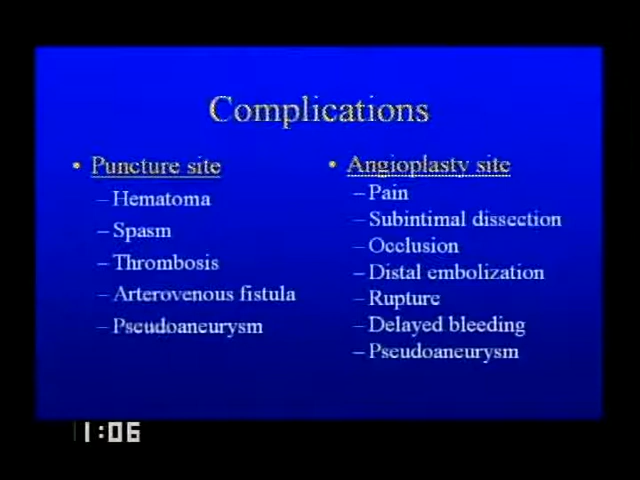 Complications
• Puncture site
– Hematoma
– Spasm
– Thrombosis
– Arterovenous fistula
– Pseudoaneurysm
• Angioplasty site
– Pain
– Subintimal dissection
– Occlusion
– Distal embolization
– Rupture
– Delayed bleeding
– Pseudoaneurysm
1:06